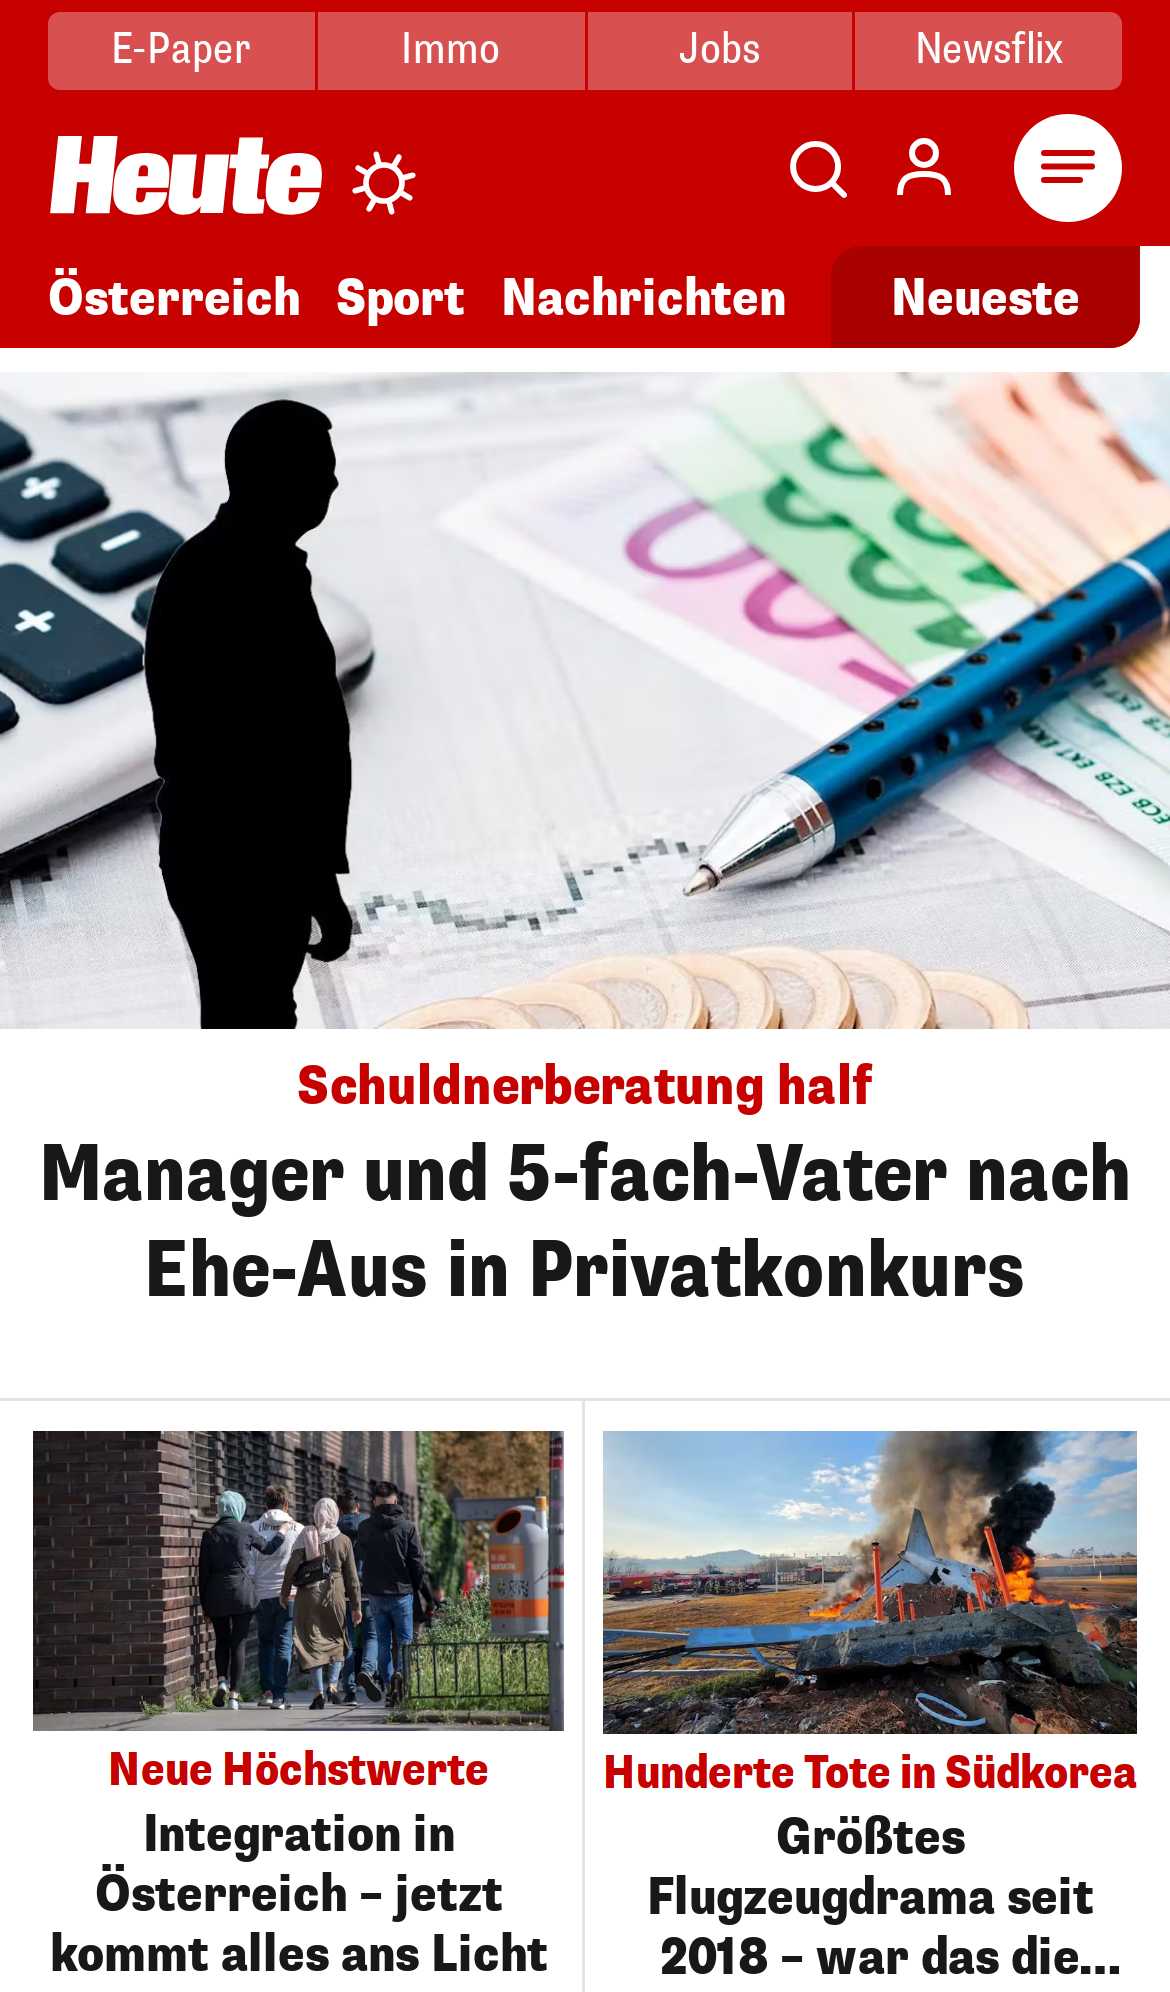 E-Paper Immo Jobs Newsflix
Heute
Österreich Sport Nachrichten Neueste
Schuldnerberatung half
Manager und 5-fach-Vater nach
Ehe-Aus in Privatkonkurs
Neue Höchstwerte
Integration in
Österreich – jetzt
kommt alles ans Licht
Hunderte Tote in Südkorea
Größtes
Flugzeugdrama seit
2018 – war das die...